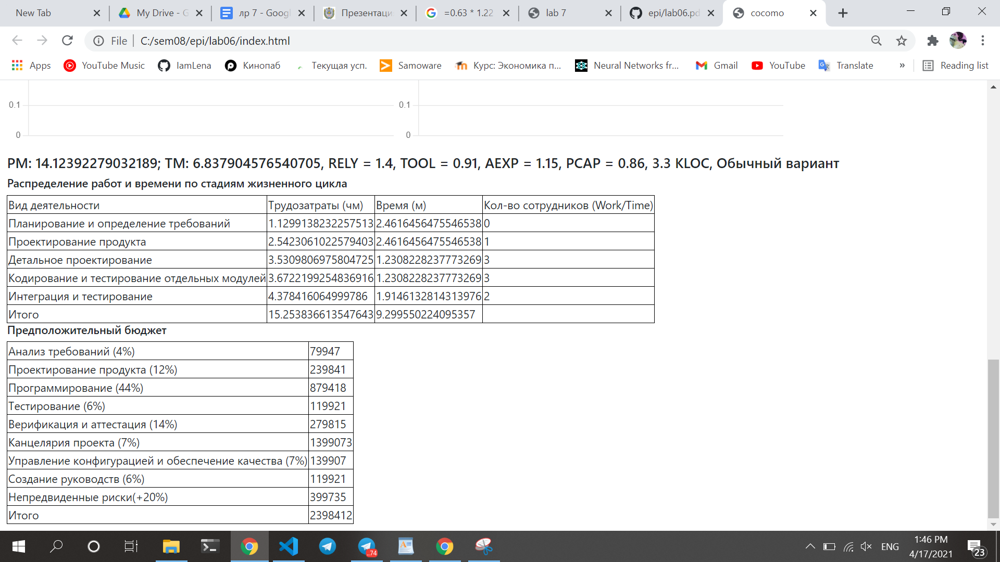 New Tab
My Drive - G
лр 7 - Googl
Презентаци
=0.63 * 1.22
lab 7
epi/lab06.pd
cocomo
File C:/sem08/epi/lab06/index.html
Apps YouTube Music IamLena Кинопаб Текущая усп. Samoware Курс: Экономика п... Neural Networks fr... Gmail YouTube Translate » Reading list
0.1 0.1
0 0
PM: 14.12392279032189; TM: 6.837904576540705, RELY = 1.4, TOOL = 0.91, AEXP = 1.15, PCAP = 0.86, 3.3 KLOC, Обычный вариант
Распределение работ и времени по стадиям жизненного цикла
Вид деятельности Трудозатраты (чм) Время (м) Кол-во сотрудников (Work/Time)
Планирование и определение требований 1.1299138232257513 2.4616456475546538 0
Проектирование продукта 2.5423061022579403 2.4616456475546538 1
Детальное проектирование 3.5309806975804725 1.2308228237773269 3
Кодирование и тестирование отдельных модулей 3.6722199254836916 1.2308228237773269 3
Интеграция и тестирование 4.378416064999786 1.9146132814313976 2
Итого 15.253836613547643 9.299550224095357
Предположительный бюджет
Анализ требований (4%) 79947
Проектирование продукта (12%) 239841
Программирование (44%) 879418
Тестирование (6%) 119921
Верификация и аттестация (14%) 279815
Канцелярия проекта (7%) 1399073
Управление конфигурацией и обеспечение качества (7%) 139907
Создание руководств (6%) 119921
Непредвиденные риски(+20%) 399735
Итого 2398412
..74
ENG
1:46 PM
4/17/2021
23